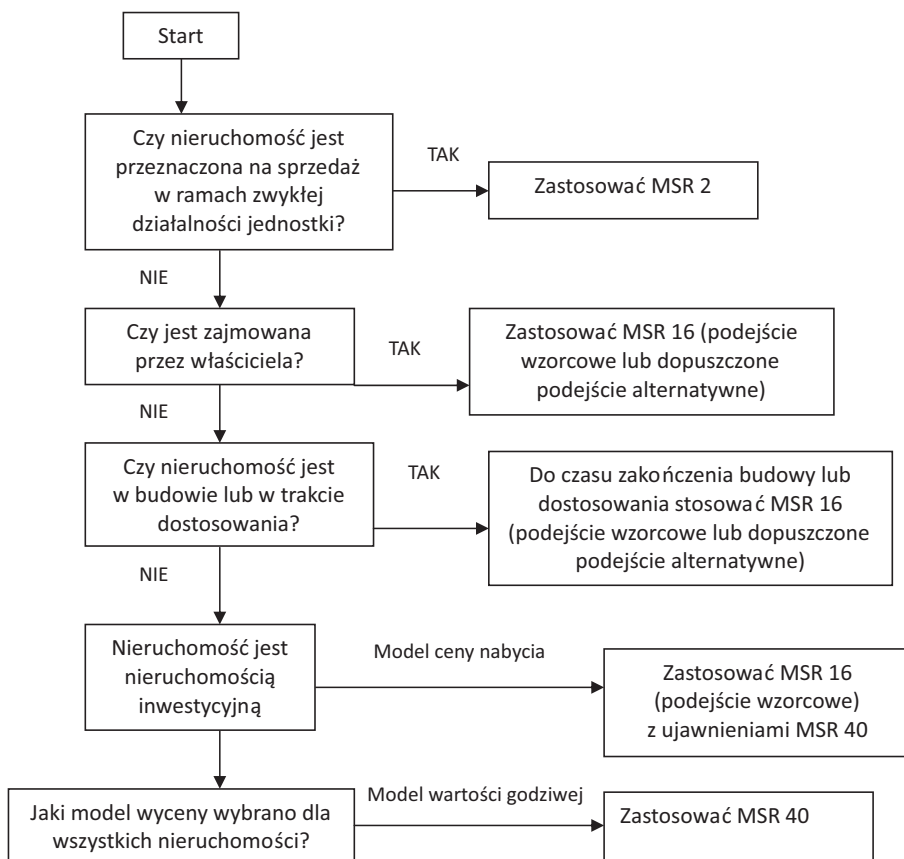 Start
Czy nieruchomość jest
przeznaczona na sprzedaż
w ramach zwykłej
działalności jednostki?
TAK
Zastosować MSR 2
NIE
Czy jest zajmowana
przez właściciela?
TAK
Zastosować MSR 16 (podejście
wzorcowe lub dopuszczone
podejście alternatywne)
NIE
Czy nieruchomość jest
w budowie lub w trakcie
dostosowania?
TAK
Do czasu zakończenia budowy lub
dostosowania stosować MSR 16
(podejście wzorcowe lub dopuszczone
podejście alternatywne)
NIE
Nieruchomość jest
nieruchomością
inwestycyjną
Model ceny nabycia
Zastosować MSR 16
(podejście wzorcowe)
z ujawnieniami MSR 40
Jaki model wyceny wybrano dla
wszystkich nieruchomości?
Model wartości godziwej
Zastosować MSR 40